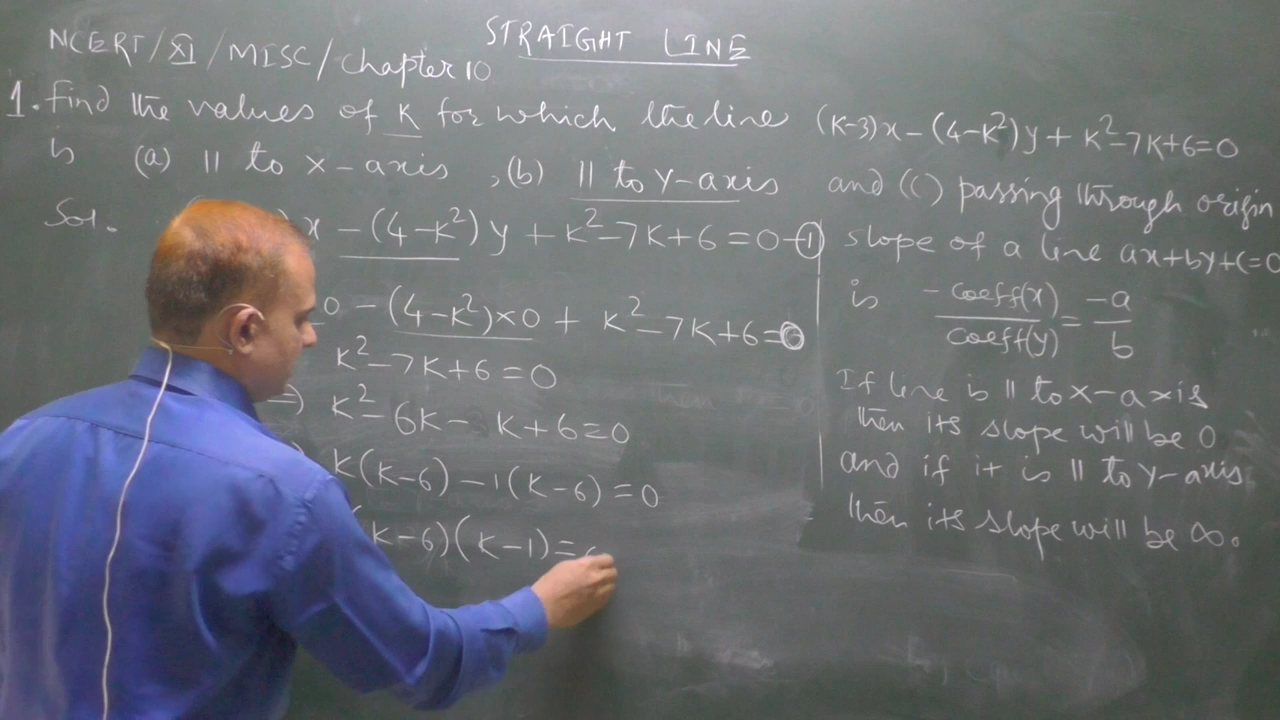 STRAIGHT LINE
NCERT/XI/MISC/Chapter 10
1. Find the values of K for which the line (K-3)x-(4-K²)y+K²-7K+6=0
is (a) || to X-axis, (b) || to Y-axis and (C) passing through origin
Sol. x-(4-K²)y+K²-7K+6=0-①
0-(4-K²)×0+K²-7K+6=0
K²-7K+6=0
⇒ K²-6K-K+6=0
K(K-6)-1(K-6)=0
(K-6)(K-1)=
slope of a line ax+by+c=0
is -coeff(x)/coeff(y)=-a/b
If line is || to X-axis
then its slope will be 0
and if it is || to Y-axis
then its slope will be ∞.